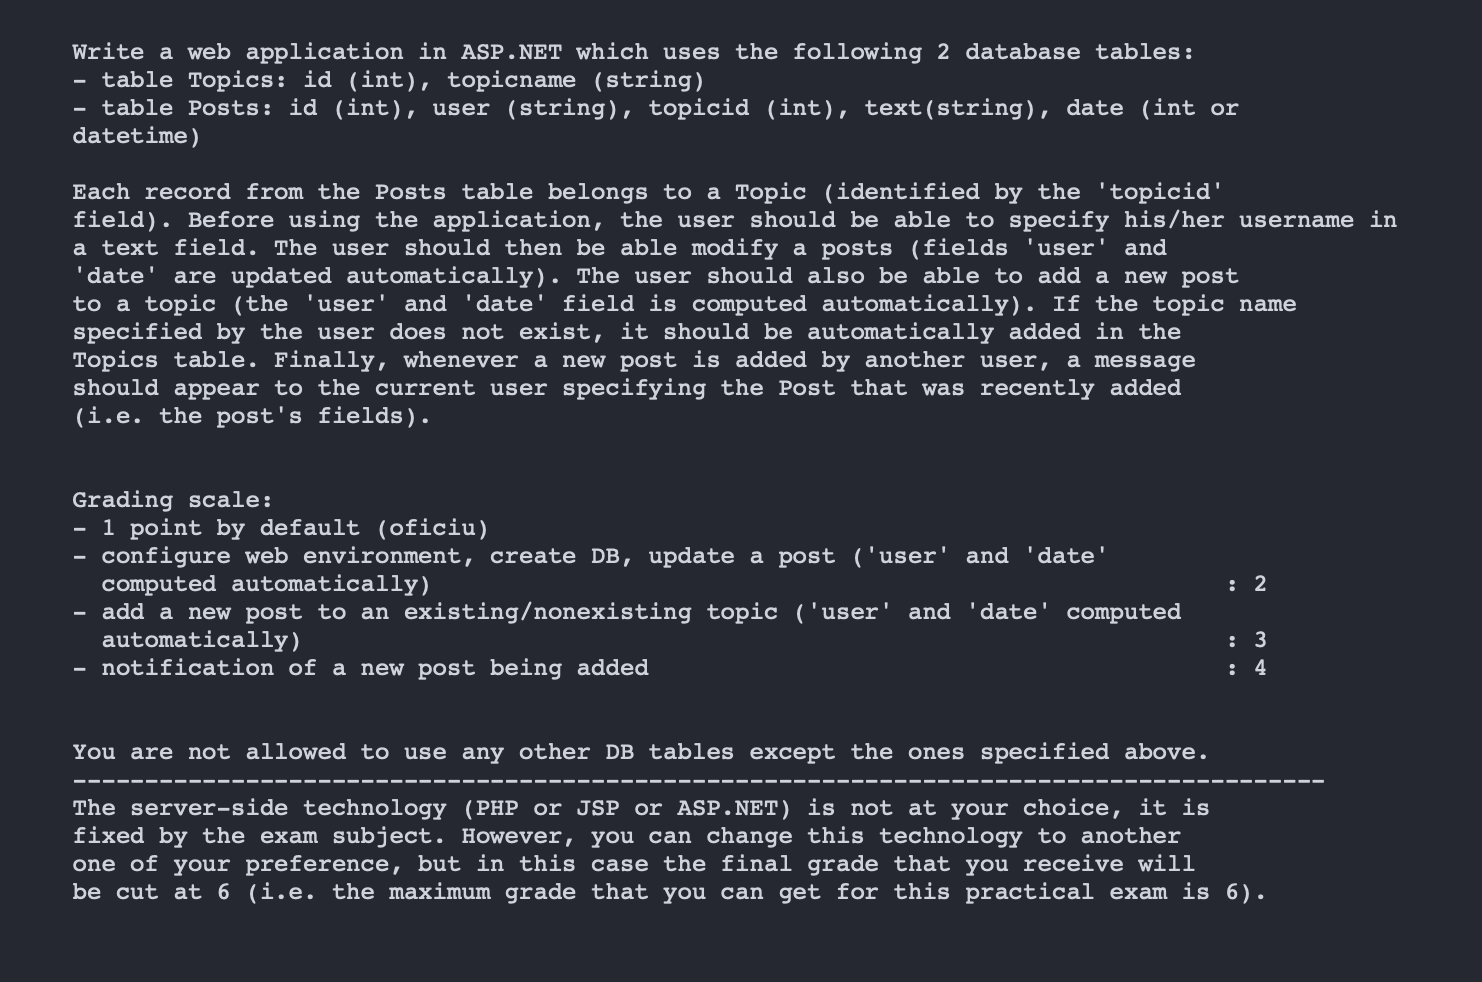 Write a web application in ASP.NET which uses the following 2 database tables:
- table Topics: id (int), topicname (string)
- table Posts: id (int), user (string), topicid (int), text(string), date (int or
datetime)
Each record from the Posts table belongs to a Topic (identified by the 'topicid'
field). Before using the application, the user should be able to specify his/her username in
a text field. The user should then be able modify a posts (fields 'user' and
'date' are updated automatically). The user should also be able to add a new post
to a topic (the 'user' and 'date' field is computed automatically). If the topic name
specified by the user does not exist, it should be automatically added in the
Topics table. Finally, whenever a new post is added by another user, a message
should appear to the current user specifying the Post that was recently added
(i.e. the post's fields).
Grading scale:
- 1 point by default (oficiu)
- configure web environment, create DB, update a post ('user' and 'date'
computed automatically) : 2
- add a new post to an existing/nonexisting topic ('user' and 'date' computed
automatically) : 3
- notification of a new post being added : 4
You are not allowed to use any other DB tables except the ones specified above.
---------------------------------------------------------------------------------------
The server-side technology (PHP or JSP or ASP.NET) is not at your choice, it is
fixed by the exam subject. However, you can change this technology to another
one of your preference, but in this case the final grade that you receive will
be cut at 6 (i.e. the maximum grade that you can get for this practical exam is 6).